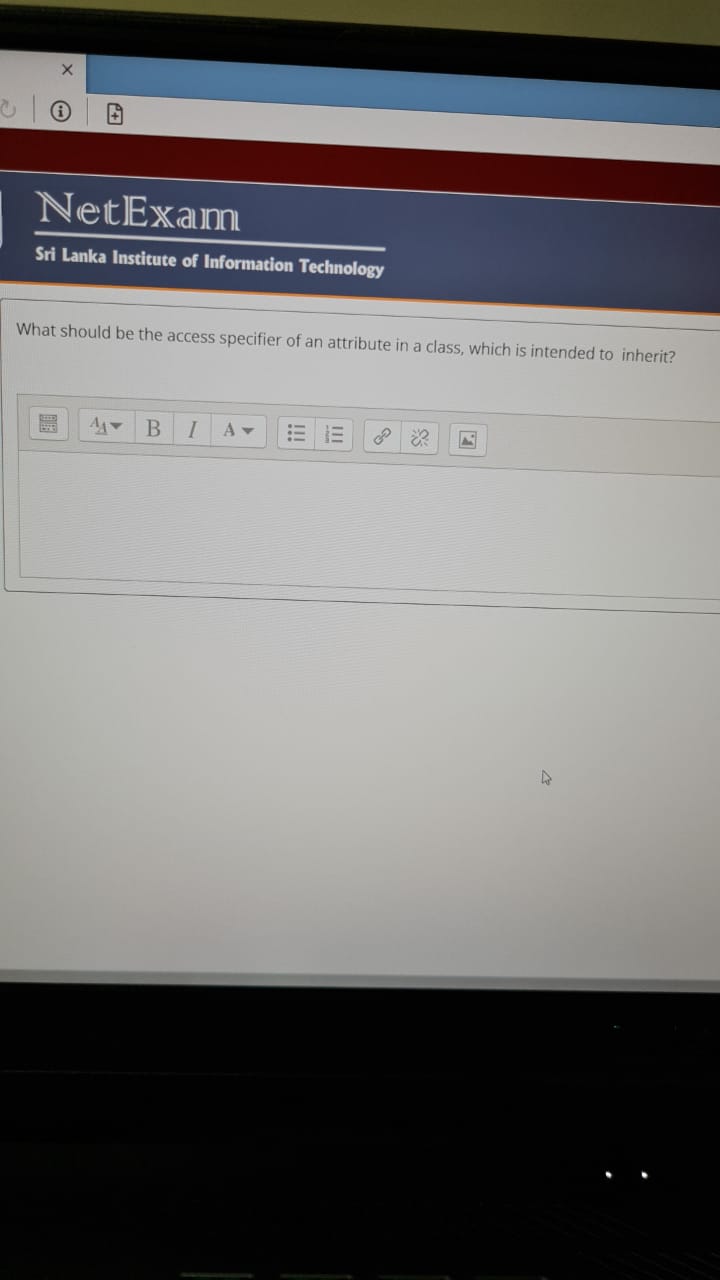 NetExam
Sri Lanka Institute of Information Technology
What should be the access specifier of an attribute in a class, which is intended to inherit?